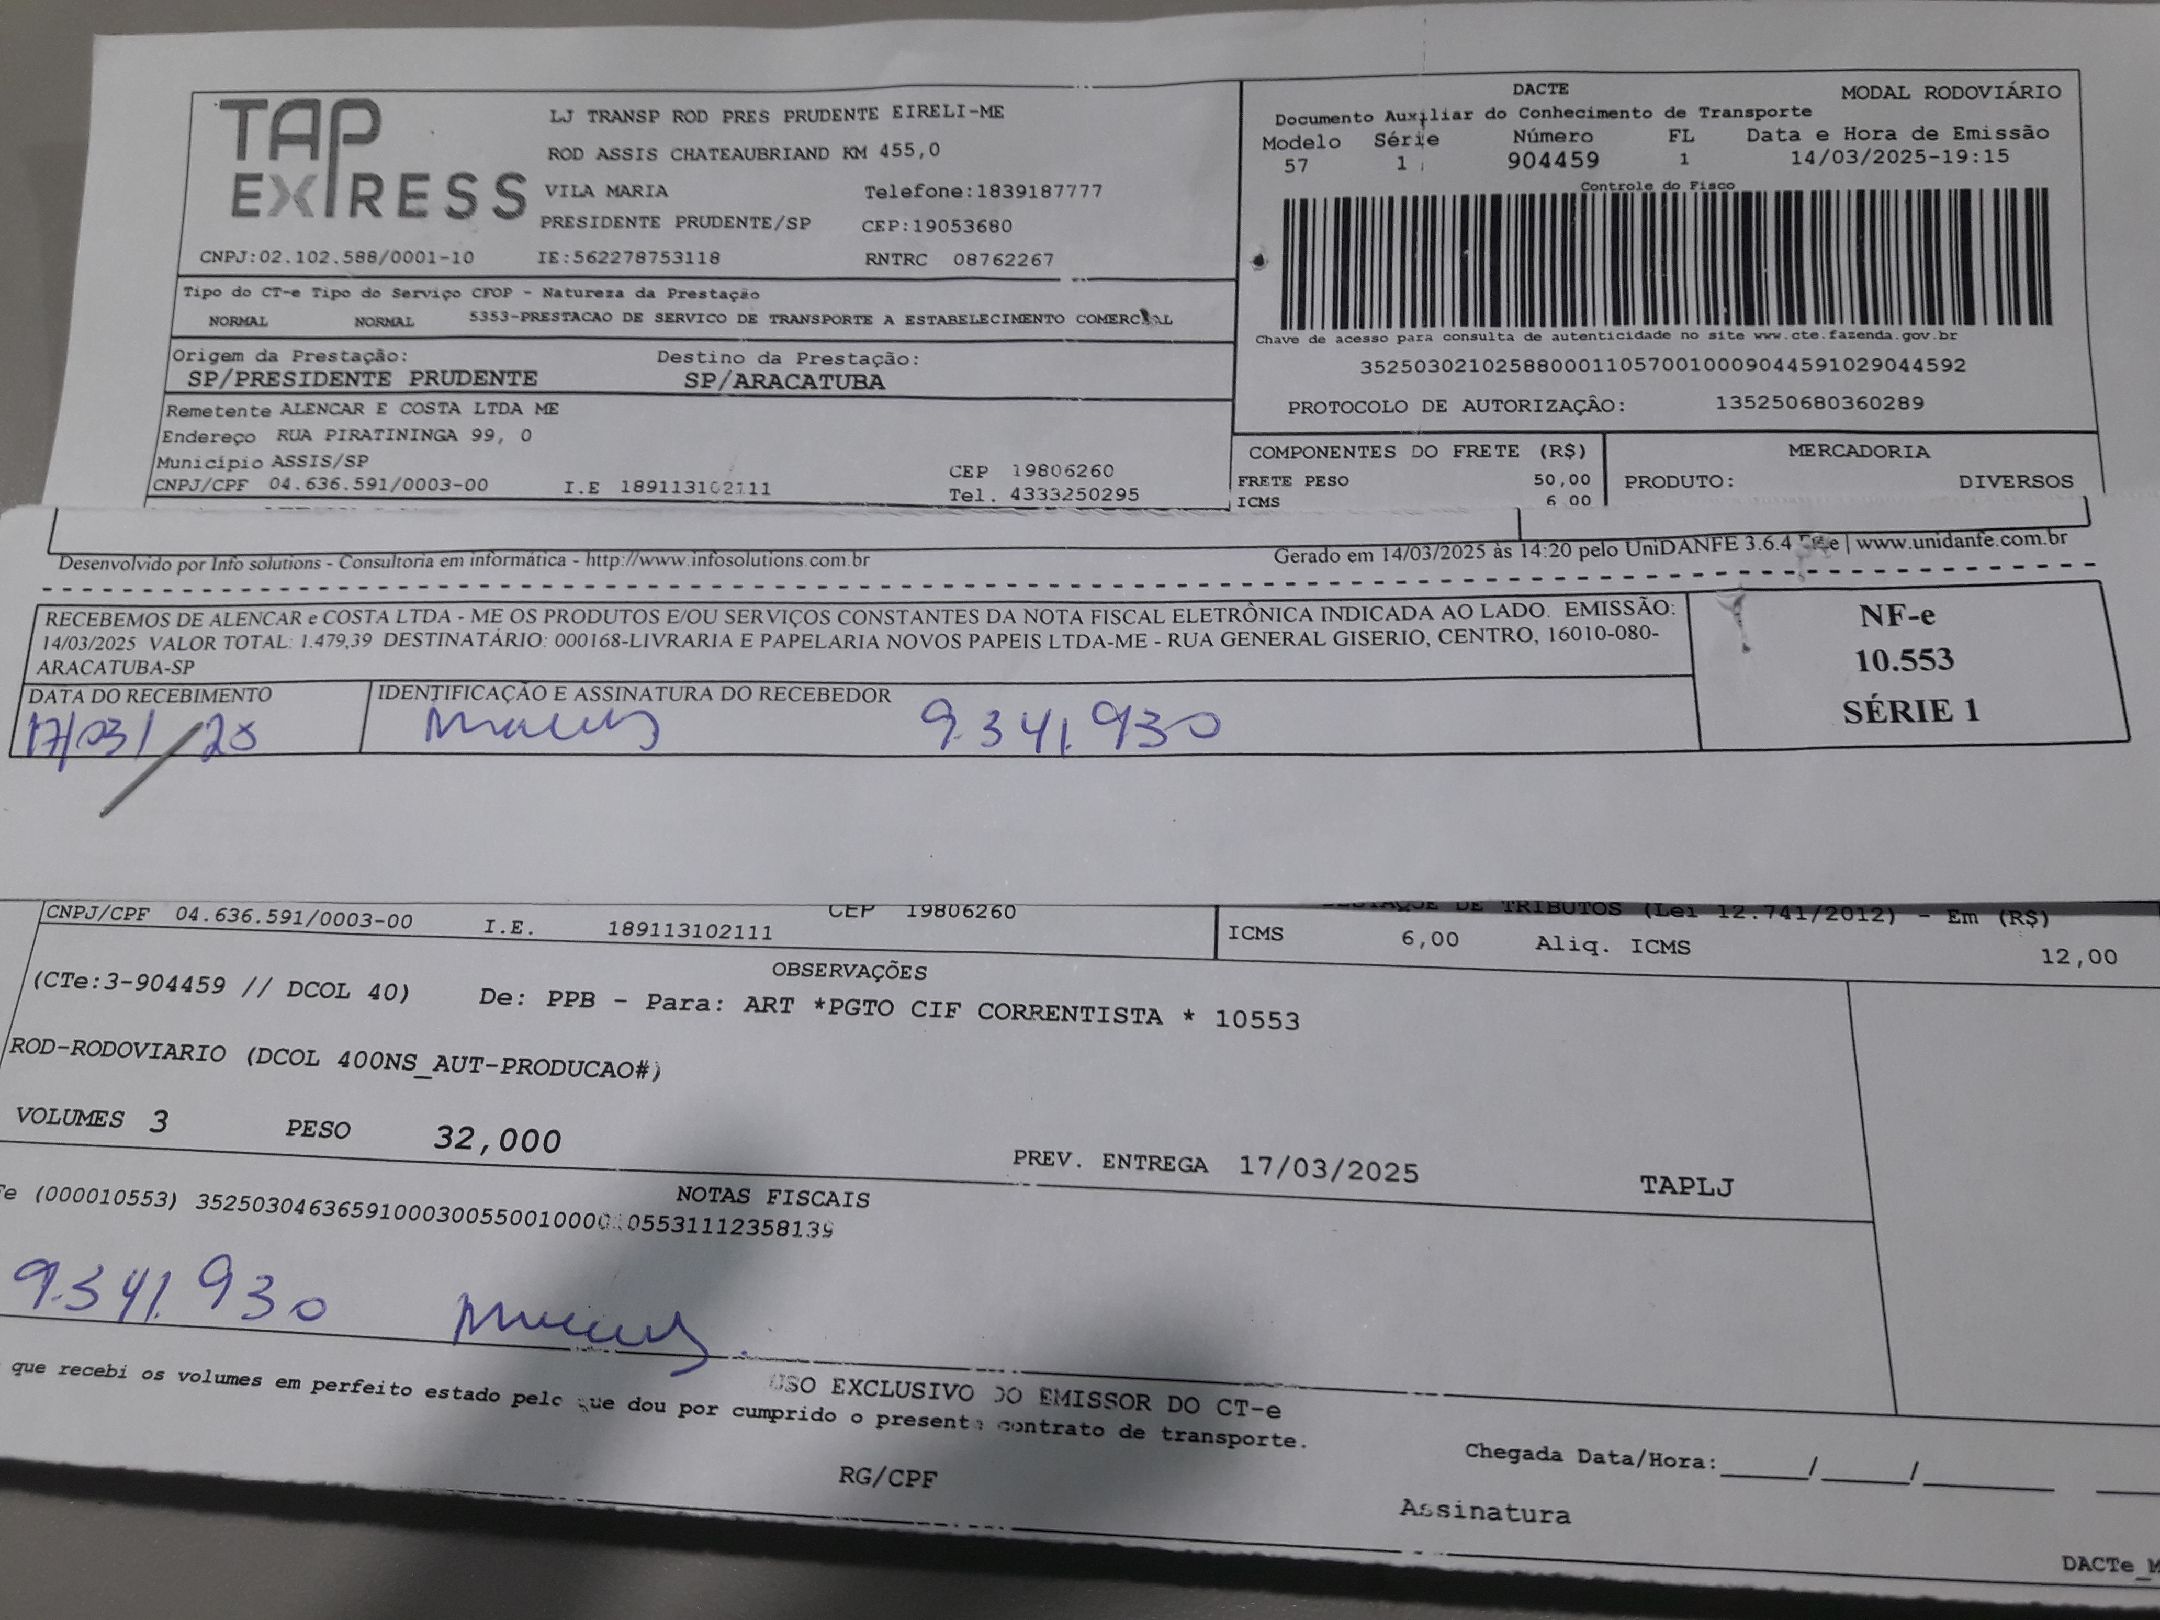 TAP EXPRESS
LJ TRANSP ROD PRES PRUDENTE EIRELI-ME
ROD ASSIS CHATEAUBRIAND KM 455,0
VILA MARIA Telefone:1839187777
PRESIDENTE PRUDENTE/SP CEP:19053680
CNPJ:02.102.588/0001-10 IE:562278753118 RNTRC 08762267
Tipo do CT-e Tipo do Serviço CFOP - Natureza da Prestação
NORMAL NORMAL 5353-PRESTACAO DE SERVICO DE TRANSPORTE A ESTABELECIMENTO COMERCIAL
Origem da Prestação: Destino da Prestação:
SP/PRESIDENTE PRUDENTE SP/ARACATUBA
Remetente ALENCAR E COSTA LTDA ME
Endereço RUA PIRATININGA 99, 0
Município ASSIS/SP CEP 19806260
CNPJ/CPF 04.636.591/0003-00 I.E 189113102111 Tel. 4333250295
DACTE MODAL RODOVIÁRIO
Documento Auxiliar do Conhecimento de Transporte
Modelo Série Número FL Data e Hora de Emissão
57 1 904459 1 14/03/2025-19:15
Controle do Fisco
Chave de acesso para consulta de autenticidade no site www.cte.fazenda.gov.br
35250302102588000110570010009044591029044592
PROTOCOLO DE AUTORIZAÇÂO: 135250680360289
COMPONENTES DO FRETE (R$) MERCADORIA
FRETE PESO 50,00 PRODUTO: DIVERSOS
ICMS 6,00
Desenvolvido por Info solutions - Consultoria em informática - http://www.infosolutions.com.br
Gerado em 14/03/2025 às 14:20 pelo UniDANFE 3.6.4 Free | www.unidanfe.com.br
RECEBEMOS DE ALENCAR e COSTA LTDA - ME OS PRODUTOS E/OU SERVIÇOS CONSTANTES DA NOTA FISCAL ELETRÔNICA INDICADA AO LADO. EMISSÃO:
14/03/2025 VALOR TOTAL: 1.479,39 DESTINATÁRIO: 000168-LIVRARIA E PAPELARIA NOVOS PAPEIS LTDA-ME - RUA GENERAL GISERIO, CENTRO, 16010-080-
ARACATUBA-SP
NF-e
10.553
SÉRIE 1
DATA DO RECEBIMENTO IDENTIFICAÇÃO E ASSINATURA DO RECEBEDOR
17/03/ 25 9.341.930
CNPJ/CPF 04.636.591/0003-00 I.E. 189113102111 CEP 19806260
DE TRIBUTOS (Lei 12.741/2012) - Em (R$)
ICMS 6,00 Aliq. ICMS 12,00
OBSERVAÇÕES
(CTe:3-904459 // DCOL 40) De: PPB - Para: ART *PGTO CIF CORRENTISTA * 10553
ROD-RODOVIARIO (DCOL 400NS_AUT-PRODUCAO#)
VOLUMES 3 PESO 32,000 PREV. ENTREGA 17/03/2025 TAPLJ
NOTAS FISCAIS
Fe (000010553) 35250304636591000300550010000105531112358139
9.341.930
USO EXCLUSIVO DO EMISSOR DO CT-e
que recebi os volumes em perfeito estado pelo que dou por cumprido o presente contrato de transporte.
RG/CPF Chegada Data/Hora: / /
Assinatura
DACTe_M